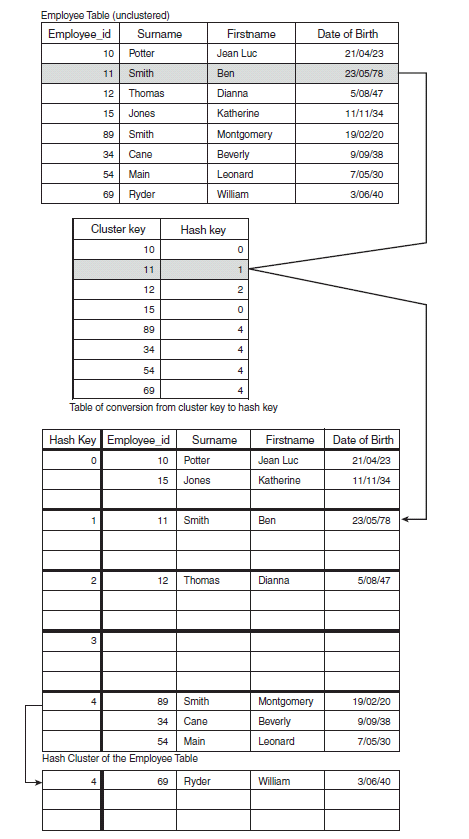 Employee Table (unclustered)
Employee_id Surname Firstname Date of Birth
10 Potter Jean Luc 21/04/23
11 Smith Ben 23/05/78
12 Thomas Dianna 5/08/47
15 Jones Katherine 11/11/34
89 Smith Montgomery 19/02/20
34 Cane Beverly 9/09/38
54 Main Leonard 7/05/30
69 Ryder William 3/06/40
Cluster key Hash key
10 0
11 1
12 2
15 0
89 4
34 4
54 4
69 4
Table of conversion from cluster key to hash key
Hash Key Employee_id Surname Firstname Date of Birth
0 10 Potter Jean Luc 21/04/23
15 Jones Katherine 11/11/34
1 11 Smith Ben 23/05/78
2 12 Thomas Dianna 5/08/47
3
4 89 Smith Montgomery 19/02/20
34 Cane Beverly 9/09/38
54 Main Leonard 7/05/30
Hash Cluster of the Employee Table
4 69 Ryder William 3/06/40